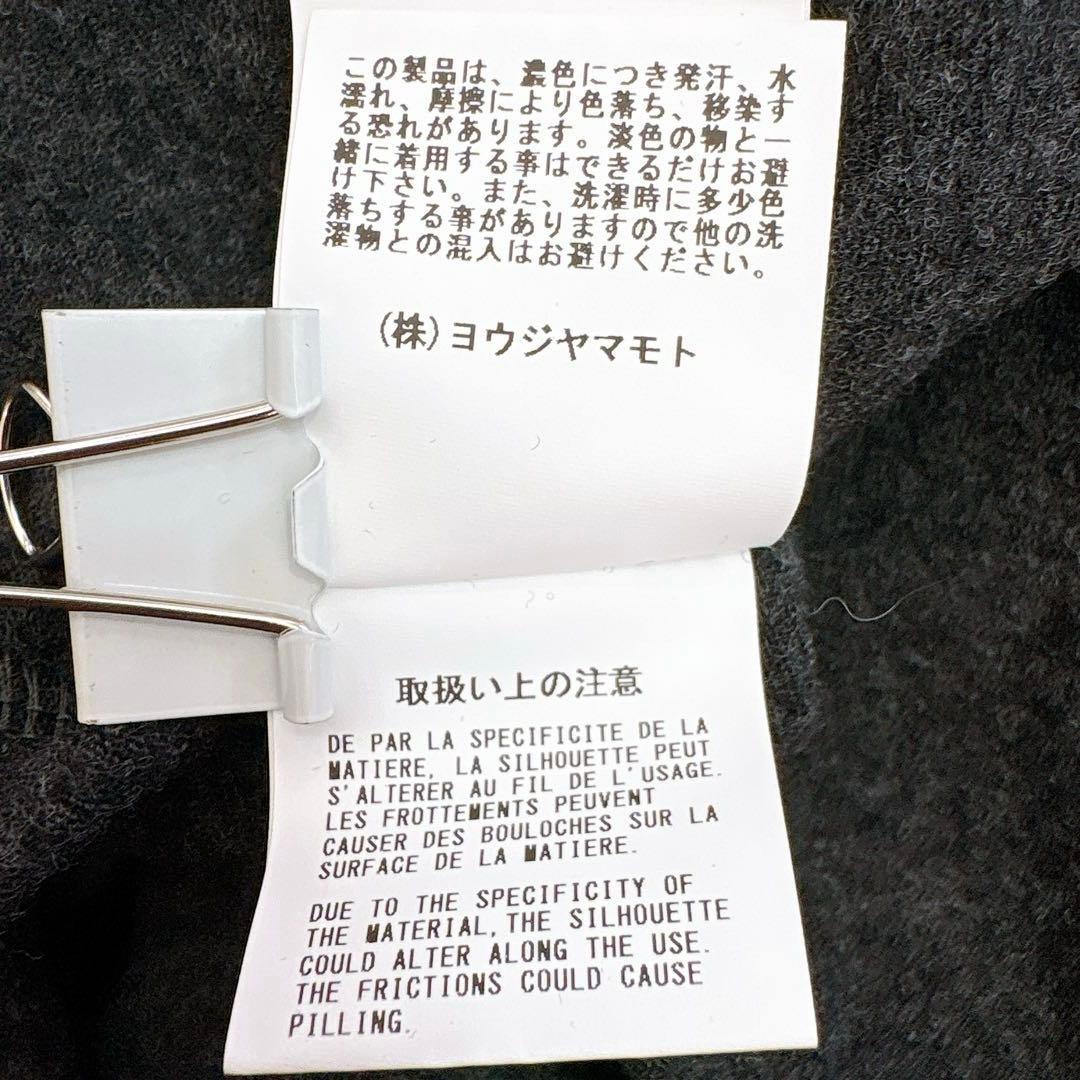 この製品は、濃色につき発汗、水
濡れ、摩擦により色落ち、移染す
る恐れがあります。淡色の物と一
緒に着用する事はできるだけお避
け下さい。また、洗濯時に多少色
落ちする事がありますので他の洗
濯物との混入はお避けください。
(株)ヨウジヤマモト
取扱い上の注意
DE PAR LA SPECIFICITE DE LA
MATIERE, LA SILHOUETTE PEUT
S'ALTERER AU FIL DE L'USAGE.
LES FROTTEMENTS PEUVENT
CAUSER DES BOULOCHES SUR LA
SURFACE DE LA MATIERE.
DUE TO THE SPECIFICITY OF
THE MATERIAL, THE SILHOUETTE
COULD ALTER ALONG THE USE.
THE FRICTIONS COULD CAUSE
PILLING.